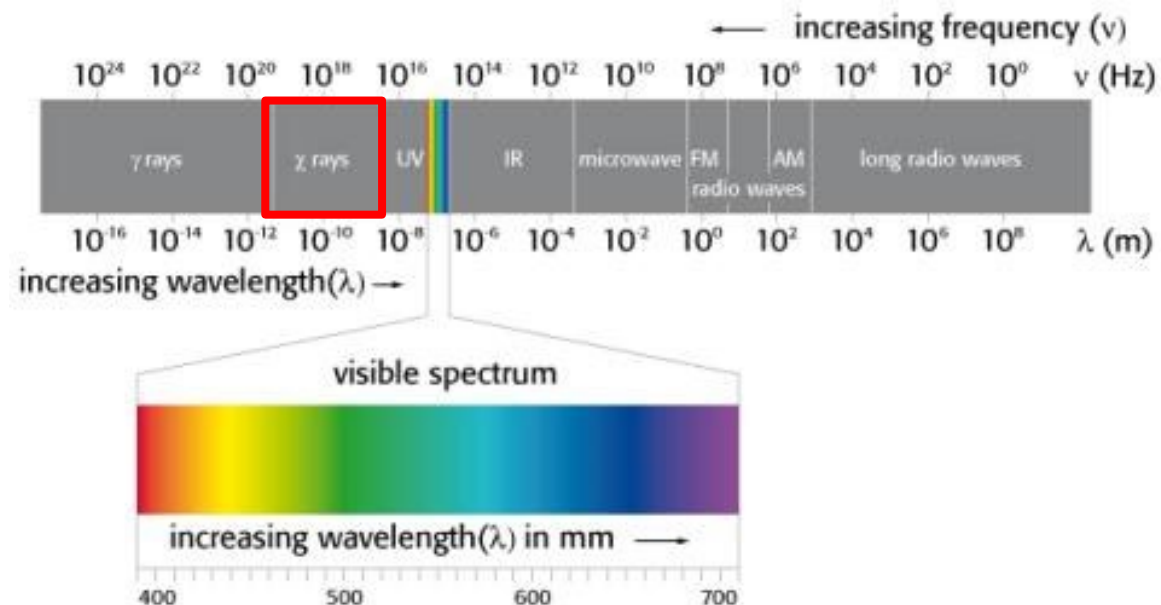 ← increasing frequency (ν)
10²⁴ 10²² 10²⁰ 10¹⁸ 10¹⁶ 10¹⁴ 10¹² 10¹⁰ 10⁸ 10⁶ 10⁴ 10² 10⁰ ν (Hz)
γ rays χ rays UV IR microwave FM AM long radio waves
radio waves
10⁻¹⁶ 10⁻¹⁴ 10⁻¹² 10⁻¹⁰ 10⁻⁸ 10⁻⁶ 10⁻⁴ 10⁻² 10⁰ 10² 10⁴ 10⁶ 10⁸ λ (m)
increasing wavelength(λ) →
visible spectrum
increasing wavelength(λ) in mm →
400 500 600 700